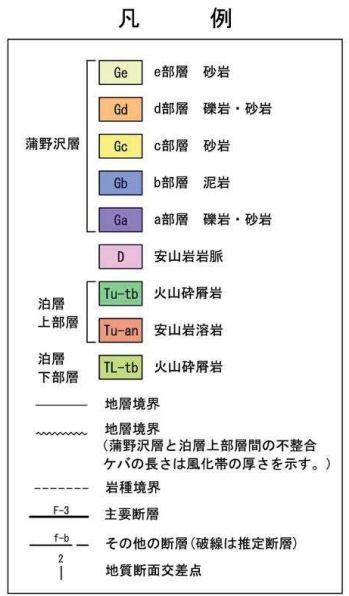 凡 例
Ge e部層 砂岩
Gd d部層 礫岩・砂岩
蒲野沢層 Gc c部層 砂岩
Gb b部層 泥岩
Ga a部層 礫岩・砂岩
D 安山岩岩脈
泊層
上部層
Tu-tb 火山砕屑岩
Tu-an 安山岩溶岩
泊層
下部層
TL-tb 火山砕屑岩
地層境界
地層境界
(蒲野沢層と泊層上部層間の不整合
ケバの長さは風化帯の厚さを示す。)
岩種境界
F-3 主要断層
f-b その他の断層(破線は推定断層)
2 地質断面交差点